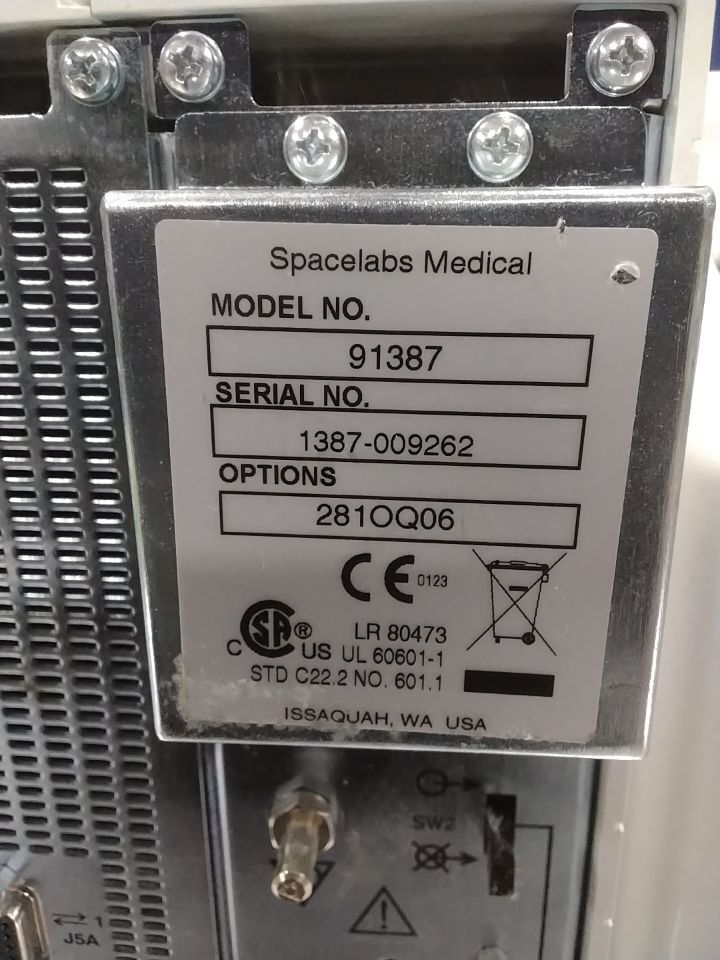 Spacelabs Medical
MODEL NO.
91387
SERIAL NO.
1387-009262
OPTIONS
281OQ06
CE 0123
C SA ® US
LR 80473
UL 60601-1
STD C22.2 NO. 601.1
ISSAQUAH, WA USA
SW2
1
J5A